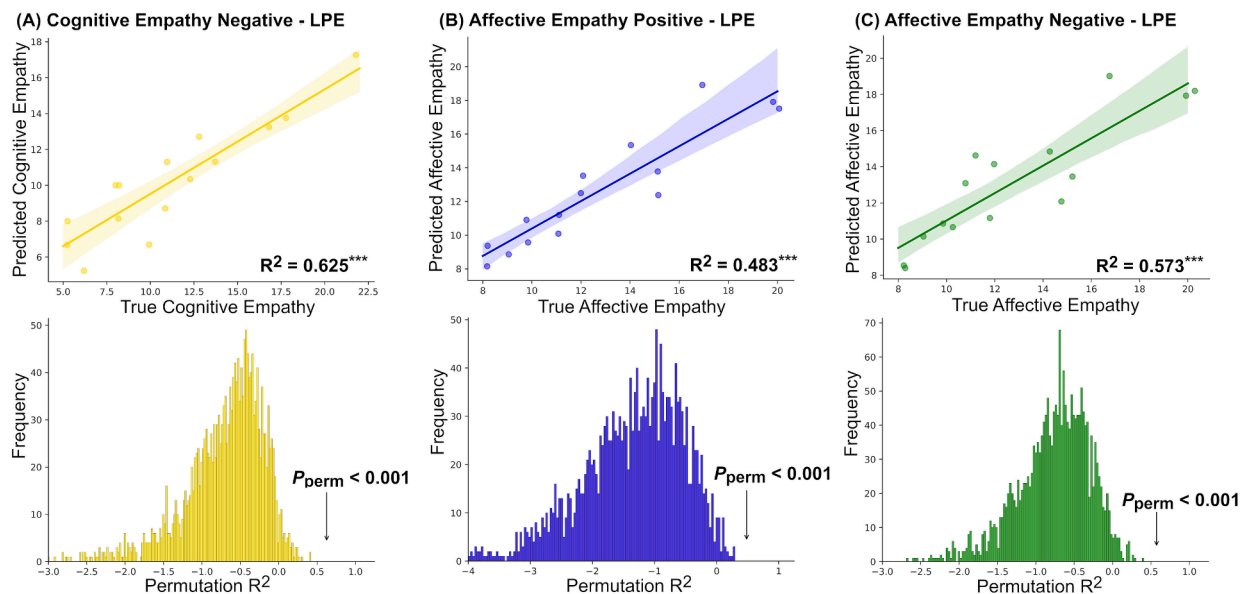 (A) Cognitive Empathy Negative - LPE
Predicted Cognitive Empathy
18
16
14
12
10
8
6
R² = 0.625***
5.0 7.5 10.0 12.5 15.0 17.5 20.0 22.5
True Cognitive Empathy
(B) Affective Empathy Positive - LPE
Predicted Affective Empathy
20
18
16
14
12
10
8
R² = 0.483***
8 10 12 14 16 18 20
True Affective Empathy
(C) Affective Empathy Negative - LPE
Predicted Affective Empathy
20
18
16
14
12
10
8
R² = 0.573***
8 10 12 14 16 18 20
True Affective Empathy
Frequency
50
40
30
20
10
0
Pperm < 0.001
−3.0 −2.5 −2.0 −1.5 −1.0 −0.5 0.0 0.5 1.0
Permutation R²
Frequency
50
40
30
20
10
0
Pperm < 0.001
−4 −3 −2 −1 0 1
Permutation R²
Frequency
70
60
50
40
30
20
10
0
Pperm < 0.001
−3.0 −2.5 −2.0 −1.5 −1.0 −0.5 0.0 0.5 1.0
Permutation R²